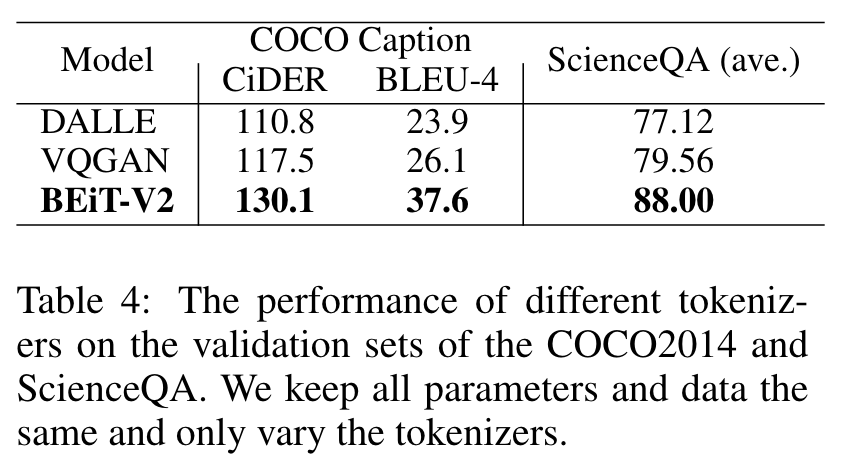 Model COCO Caption ScienceQA (ave.)
CiDER BLEU-4
DALLE 110.8 23.9 77.12
VQGAN 117.5 26.1 79.56
BEiT-V2 130.1 37.6 88.00
Table 4: The performance of different tokeniz-
ers on the validation sets of the COCO2014 and
ScienceQA. We keep all parameters and data the
same and only vary the tokenizers.